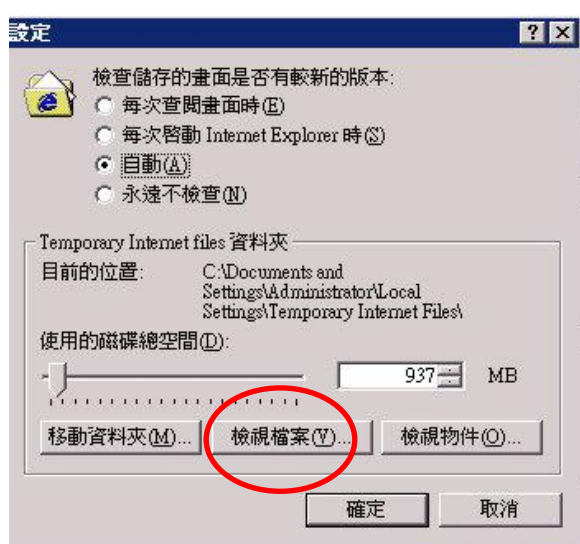 設定
檢查儲存的畫面是否有較新的版本:
每次查閱畫面時(E)
每次啓動 Internet Explorer 時(S)
自動(A)
永遠不檢查(N)
Temporary Internet files 資料夾
目前的位置: C:\Documents and
Settings\Administrator\Local
Settings\Temporary Internet Files\
使用的磁碟總空間(D):
937 MB
移動資料夾(M)... 檢視檔案(V)... 檢視物件(O)...
確定 取消